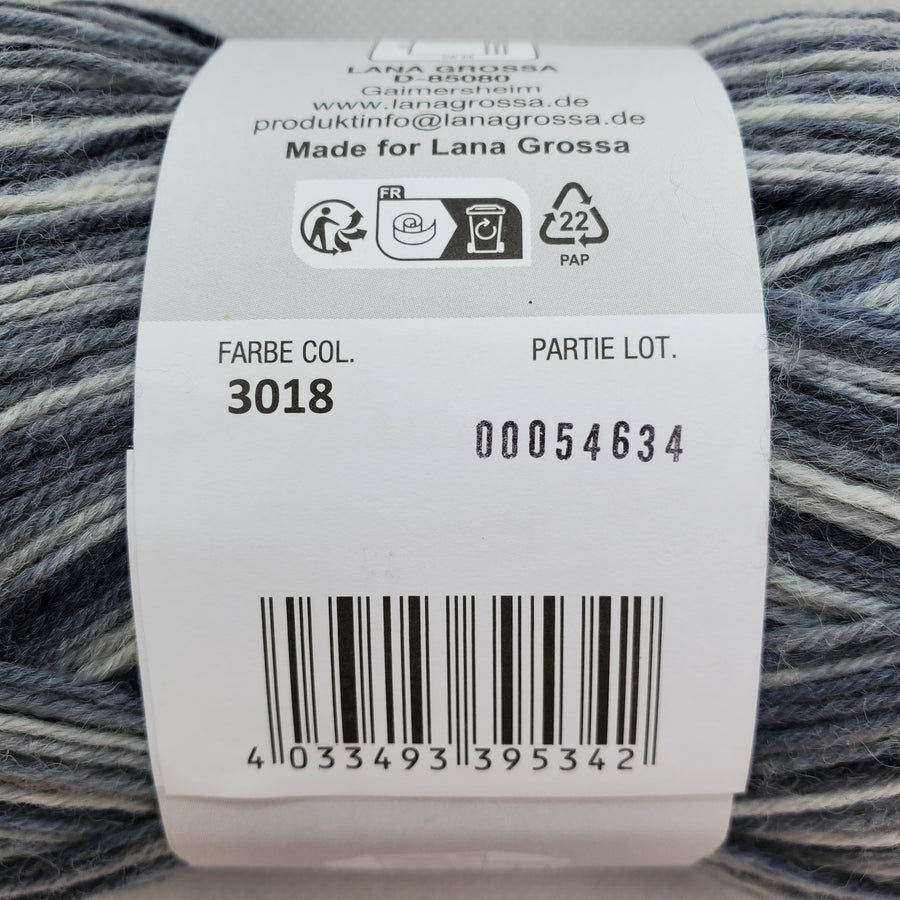 LANA GROSSA
D-85080
Gaimersheim
www.lanagrossa.de
produktinfo@lanagrossa.de
Made for Lana Grossa
FR
22
PAP
FARBE COL.
PARTIE LOT.
3018
00054634
4 033493 395342